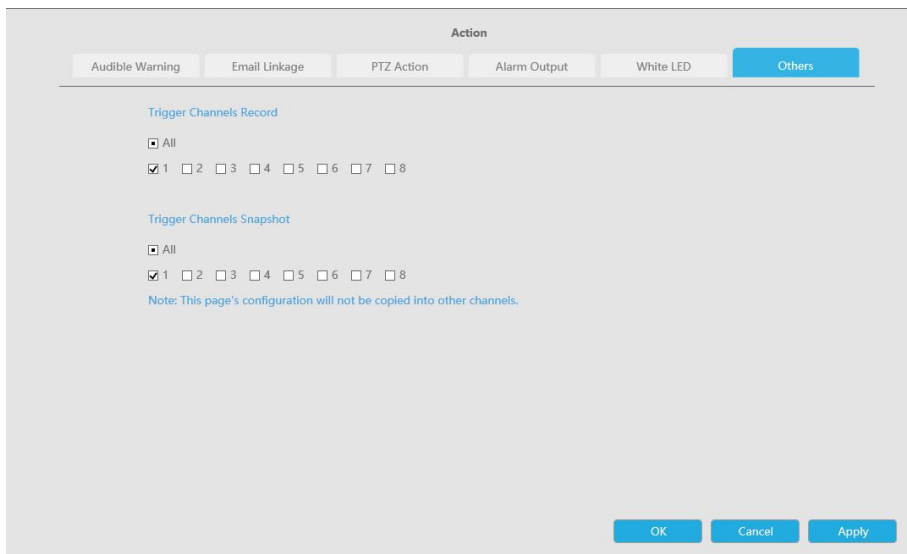 Action
Audible Warning Email Linkage PTZ Action Alarm Output White LED Others
Trigger Channels Record
All
1 2 3 4 5 6 7 8
Trigger Channels Snapshot
All
1 2 3 4 5 6 7 8
Note: This page's configuration will not be copied into other channels.
OK Cancel Apply